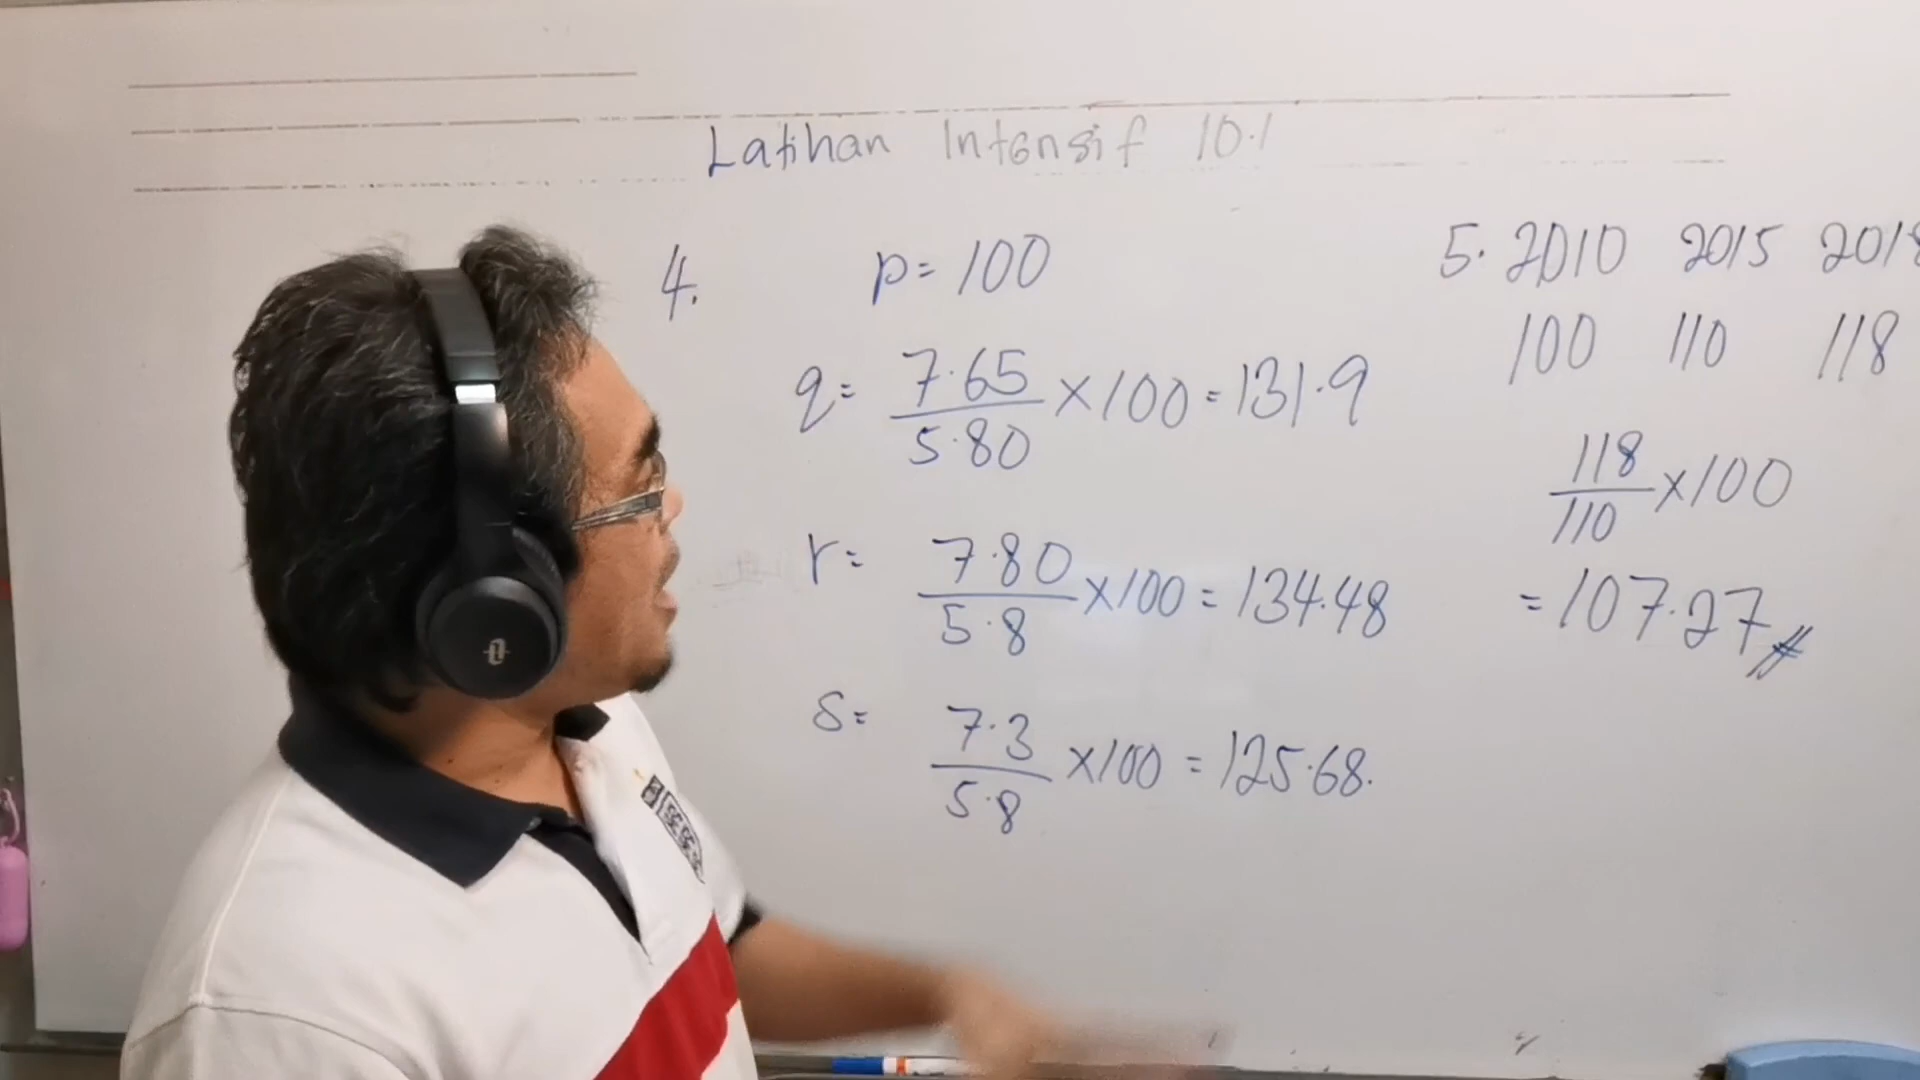 Latihan Intensif 10.1
4. p= 100
q= 7.65/5.80 ×100 = 131.9
r= 7.80/5.8 ×100 = 134.48
s= 7.3/5.8 ×100 = 125.68.
5. 2010 2015 2018
100 110 118
118/110 ×100
= 107.27